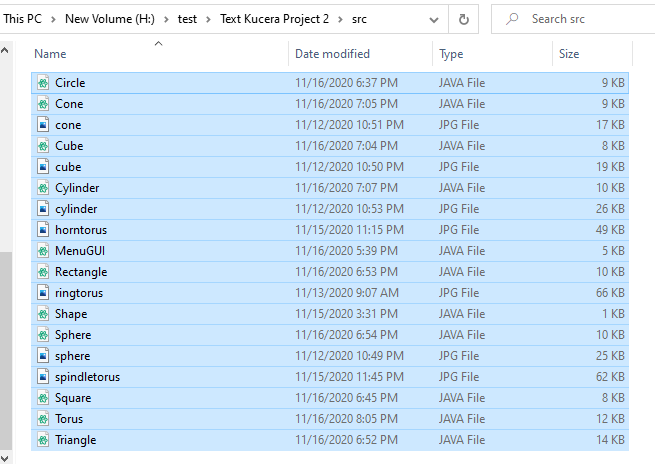 This PC > New Volume (H:) > test > Text Kucera Project 2 > src Search src
Name Date modified Type Size
Circle 11/16/2020 6:37 PM JAVA File 9 KB
Cone 11/16/2020 7:05 PM JAVA File 9 KB
cone 11/12/2020 10:51 PM JPG File 17 KB
Cube 11/16/2020 7:04 PM JAVA File 8 KB
cube 11/12/2020 10:50 PM JPG File 19 KB
Cylinder 11/16/2020 7:07 PM JAVA File 10 KB
cylinder 11/12/2020 10:53 PM JPG File 26 KB
horntorus 11/15/2020 11:15 PM JPG File 49 KB
MenuGUI 11/16/2020 5:39 PM JAVA File 5 KB
Rectangle 11/16/2020 6:53 PM JAVA File 10 KB
ringtorus 11/13/2020 9:07 AM JPG File 66 KB
Shape 11/15/2020 3:31 PM JAVA File 1 KB
Sphere 11/16/2020 6:54 PM JAVA File 10 KB
sphere 11/12/2020 10:49 PM JPG File 25 KB
spindletorus 11/15/2020 11:45 PM JPG File 62 KB
Square 11/16/2020 6:45 PM JAVA File 8 KB
Torus 11/16/2020 8:05 PM JAVA File 12 KB
Triangle 11/16/2020 6:52 PM JAVA File 14 KB